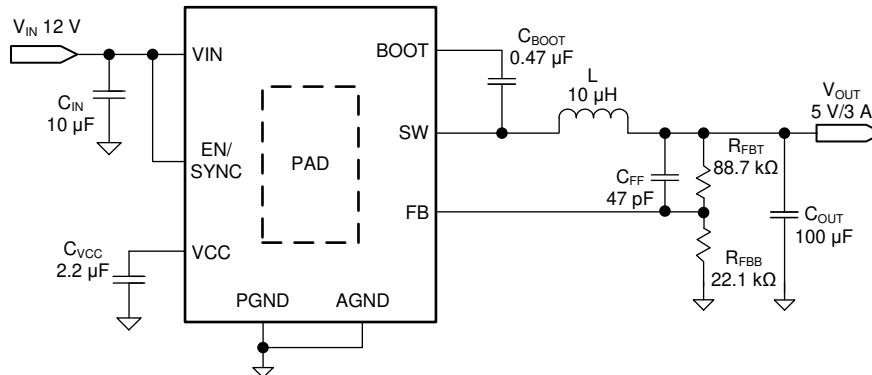 V_IN 12 V
C_IN
10 µF
VIN
EN/
SYNC
C_VCC
2.2 µF
VCC
PAD
PGND
AGND
BOOT
SW
FB
C_BOOT
0.47 µF
L
10 µH
C_FF
47 pF
R_FBT
88.7 kΩ
R_FBB
22.1 kΩ
V_OUT
5 V/3 A
C_OUT
100 µF